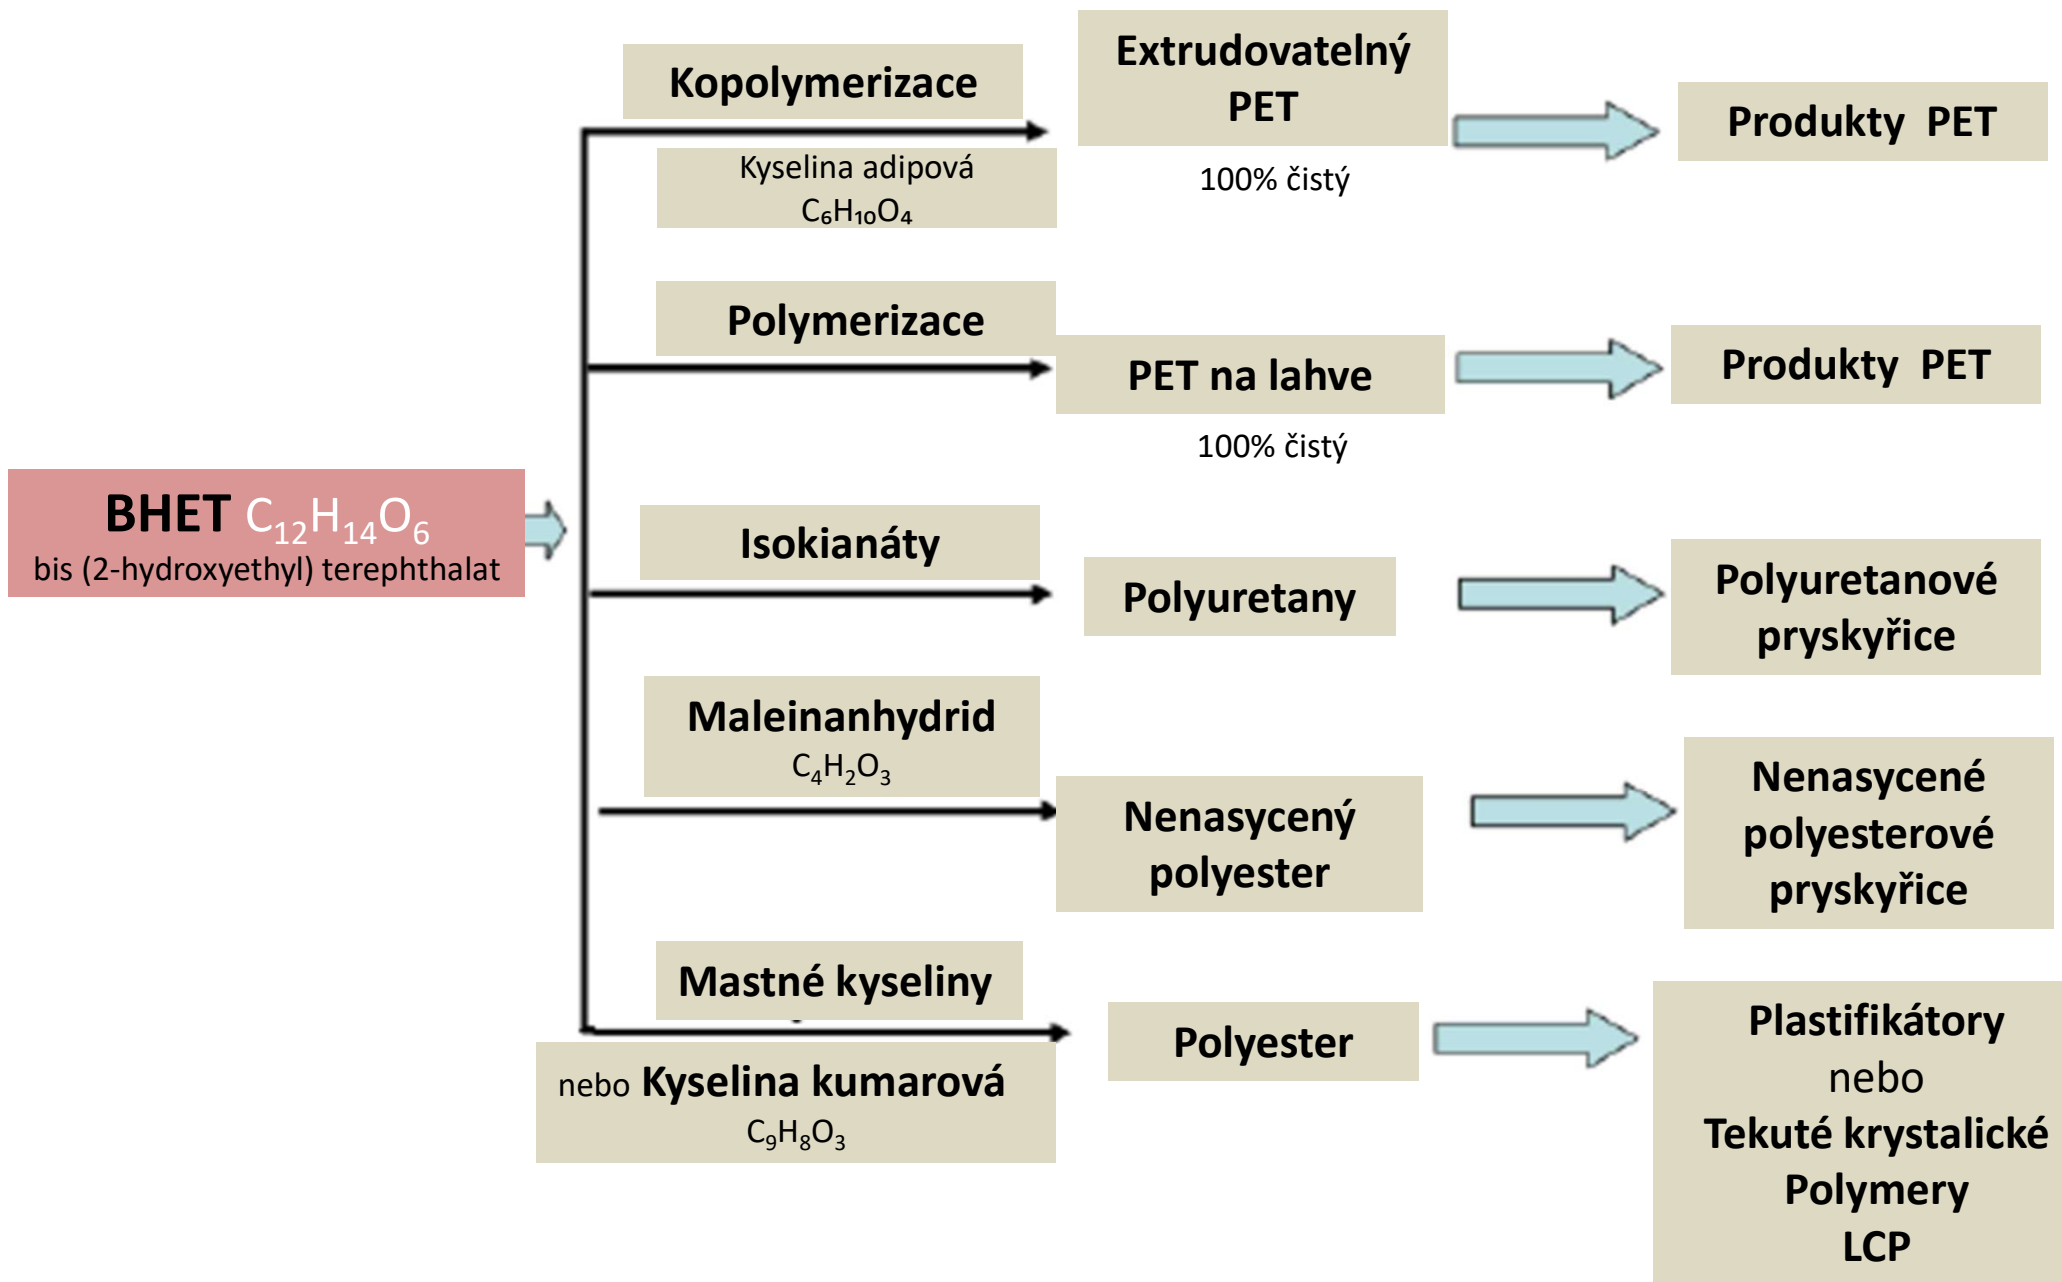 Kopolymerizace
Kyselina adipová
C₆H₁₀O₄
Extrudovatelný
PET
100% čistý
Produkty PET
Polymerizace
PET na lahve
100% čistý
Produkty PET
BHET C₁₂H₁₄O₆
bis (2-hydroxyethyl) terephthalat
Isokianáty
Polyuretany
Polyuretanové
pryskyřice
Maleinanhydrid
C₄H₂O₃
Nenasycený
polyester
Nenasycené
polyesterové
pryskyřice
Mastné kyseliny
nebo Kyselina kumarová
C₉H₈O₃
Polyester
Plastifikátory
nebo
Tekuté krystalické
Polymery
LCP